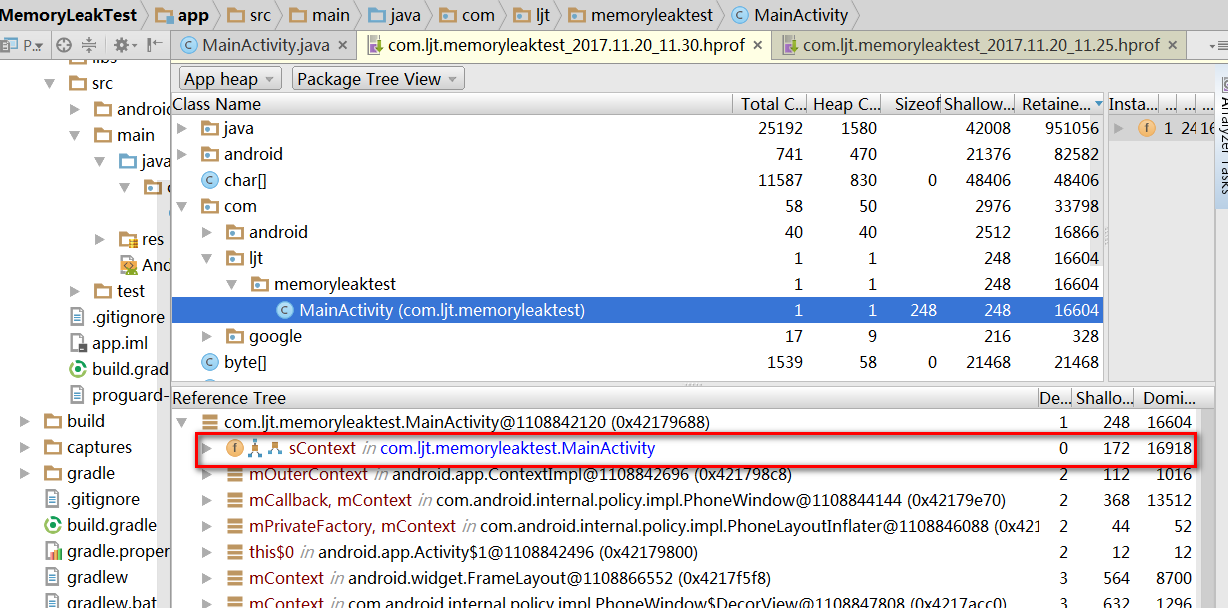 MemoryLeakTest app src main java com ljt memoryleaktest MainActivity
P.. MainActivity.java com.ljt.memoryleaktest_2017.11.20_11.30.hprof com.ljt.memoryleaktest_2017.11.20_11.25.hprof
libs
src
android
main
java
res
And
test
.gitignore
app.iml
build.grad
proguard-
build
captures
gradle
.gitignore
build.gradle
gradle.proper
gradlew
gradlew.bat
App heap Package Tree View
Class Name Total C... Heap C... Sizeof Shallow... Retaine...
java 25192 1580 42008 951056
android 741 470 21376 82582
char[] 11587 830 0 48406 48406
com 58 50 2976 33798
android 40 40 2512 16866
ljt 1 1 248 16604
memoryleaktest 1 1 248 16604
MainActivity (com.ljt.memoryleaktest) 1 1 248 248 16604
google 17 9 216 328
byte[] 1539 58 0 21468 21468
Insta... ... ... ...
f 1 24 16
Analyzer Tasks
Reference Tree De... Shallo... Domi...
com.ljt.memoryleaktest.MainActivity@1108842120 (0x42179688) 1 248 16604
f sContext in com.ljt.memoryleaktest.MainActivity 0 172 16918
mOuterContext in android.app.ContextImpl@1108842696 (0x421798c8) 2 112 1016
mCallback, mContext in com.android.internal.policy.impl.PhoneWindow@1108844144 (0x42179e70) 2 368 13512
mPrivateFactory, mContext in com.android.internal.policy.impl.PhoneLayoutInflater@1108846088 (0x421 2 44 52
this$0 in android.app.Activity$1@1108842496 (0x42179800) 2 12 12
mContext in android.widget.FrameLayout@1108866552 (0x4217f5f8) 3 564 8700
mContext in com.android.internal.policy.impl.PhoneWindow$DecorView@1108847808 (0x4217acc0) 3 632 1296